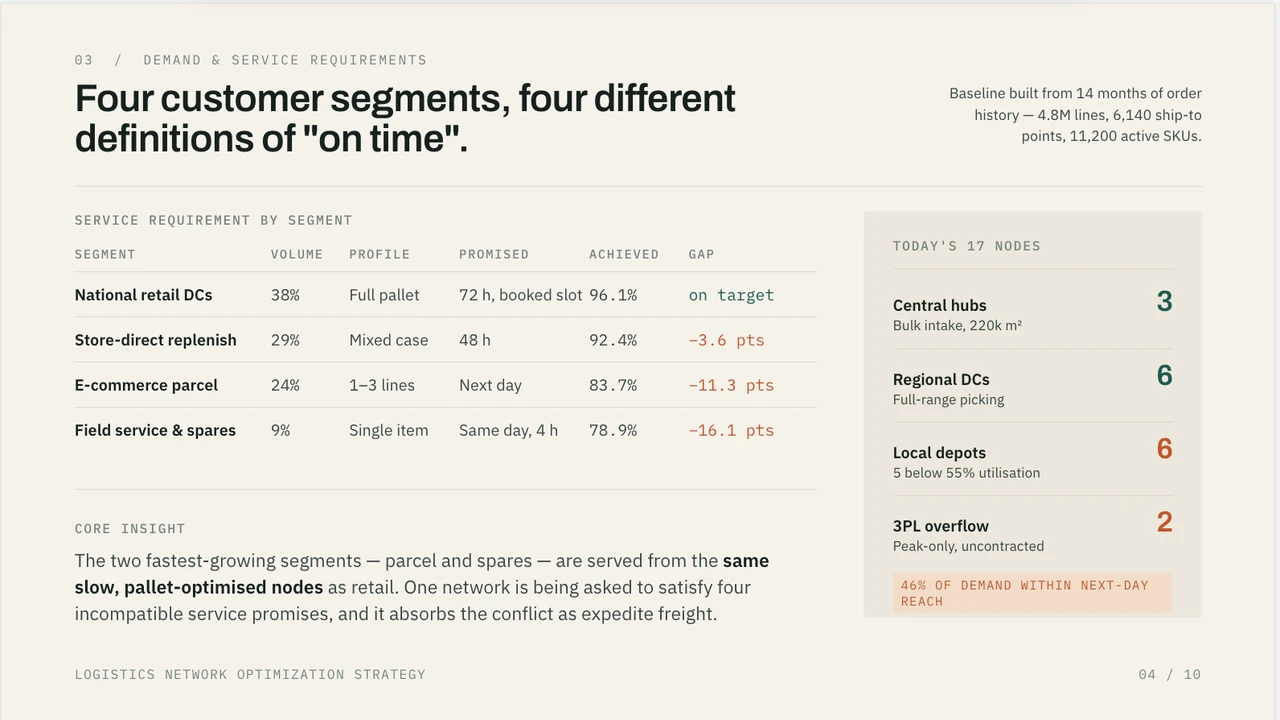 03 / DEMAND & SERVICE REQUIREMENTS
Four customer segments, four different
definitions of "on time".
Baseline built from 14 months of order
history — 4.8M lines, 6,140 ship-to
points, 11,200 active SKUs.
SERVICE REQUIREMENT BY SEGMENT
SEGMENT VOLUME PROFILE PROMISED ACHIEVED GAP
National retail DCs 38% Full pallet 72 h, booked slot 96.1% on target
Store-direct replenish 29% Mixed case 48 h 92.4% −3.6 pts
E-commerce parcel 24% 1–3 lines Next day 83.7% −11.3 pts
Field service & spares 9% Single item Same day, 4 h 78.9% −16.1 pts
CORE INSIGHT
The two fastest-growing segments — parcel and spares — are served from the same
slow, pallet-optimised nodes as retail. One network is being asked to satisfy four
incompatible service promises, and it absorbs the conflict as expedite freight.
TODAY'S 17 NODES
Central hubs 3
Bulk intake, 220k m²
Regional DCs 6
Full-range picking
Local depots 6
5 below 55% utilisation
3PL overflow 2
Peak-only, uncontracted
46% OF DEMAND WITHIN NEXT-DAY
REACH
LOGISTICS NETWORK OPTIMIZATION STRATEGY
04 / 10